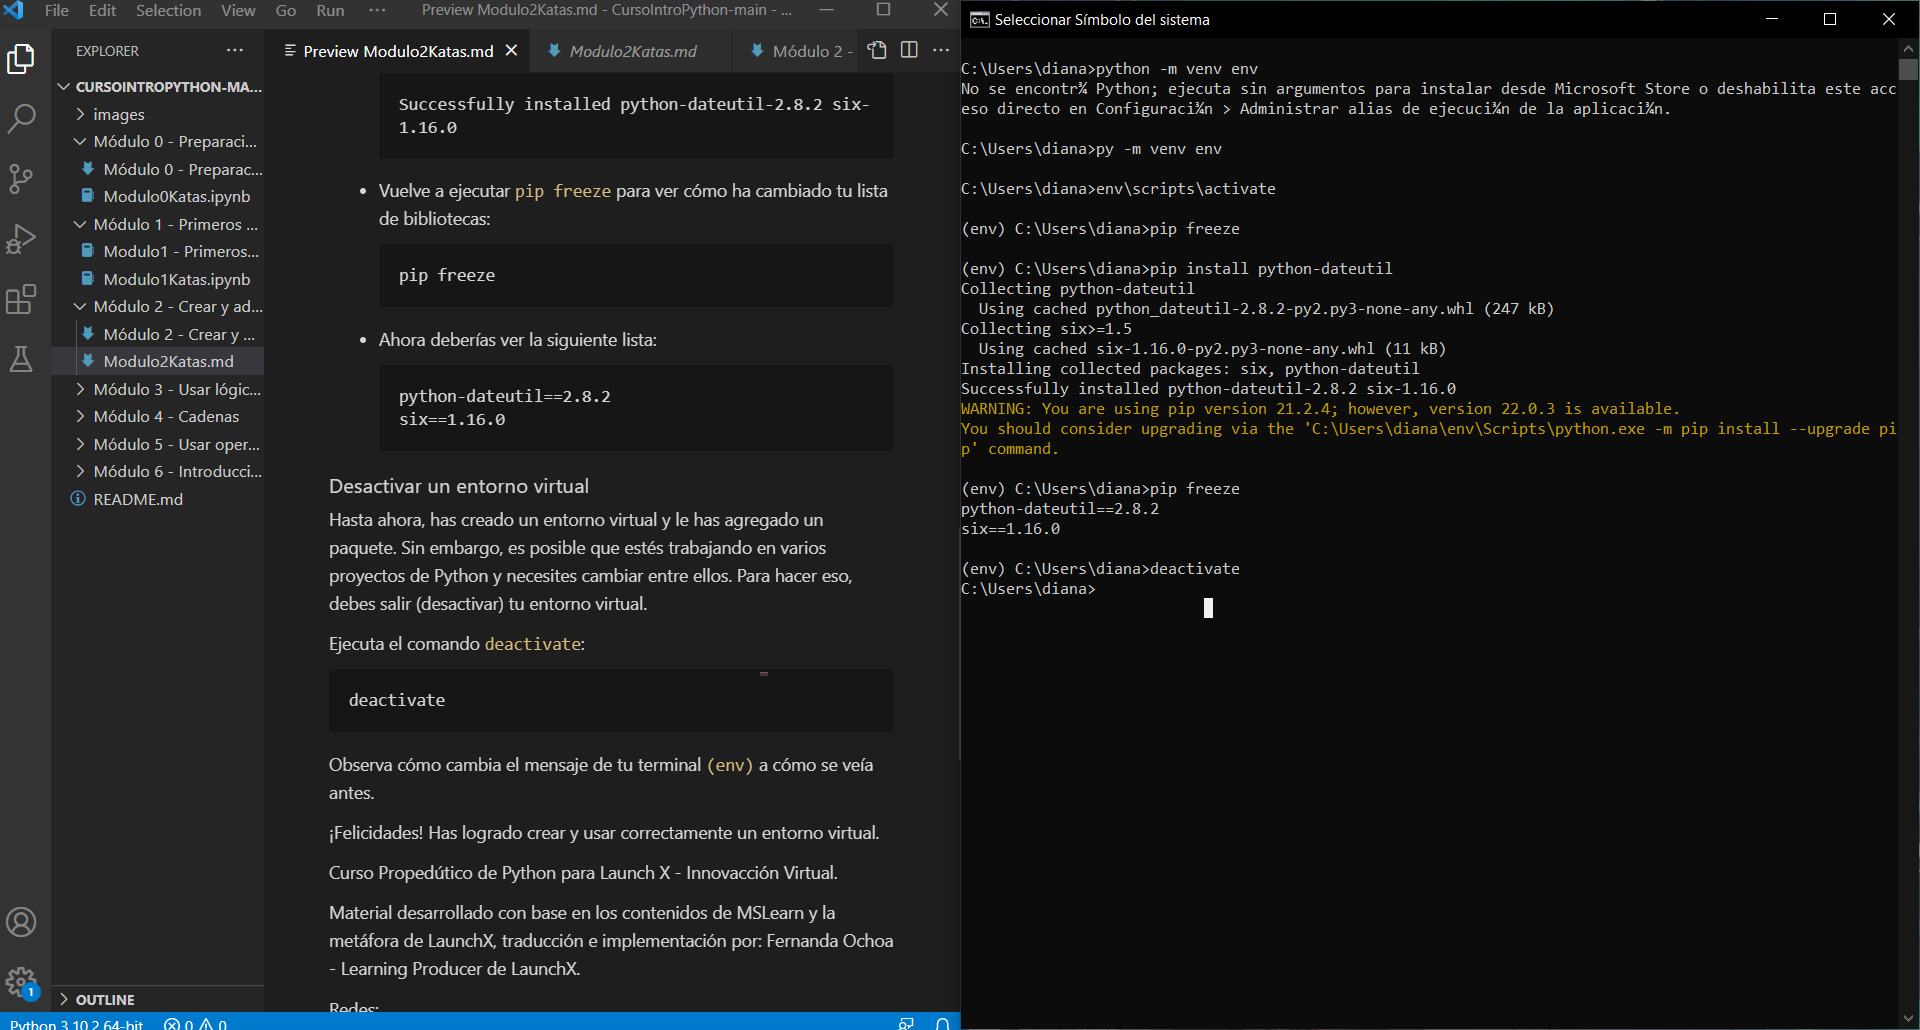 File Edit Selection View Go Run ··· Preview Modulo2Katas.md - CursoIntroPython-main - ...
EXPLORER ···
CURSOINTROPYTHON-MA...
images
Módulo 0 - Preparaci...
Módulo 0 - Preparac...
Modulo0Katas.ipynb
Módulo 1 - Primeros ...
Modulo1 - Primeros...
Modulo1Katas.ipynb
Módulo 2 - Crear y ad...
Módulo 2 - Crear y ...
Modulo2Katas.md
Módulo 3 - Usar lógic...
Módulo 4 - Cadenas
Módulo 5 - Usar oper...
Módulo 6 - Introducci...
README.md
OUTLINE
1
Python 3.10.2 64-bit 0 0
Preview Modulo2Katas.md Modulo2Katas.md Módulo 2 - ···
Successfully installed python-dateutil-2.8.2 six-
1.16.0
• Vuelve a ejecutar pip freeze para ver cómo ha cambiado tu lista
de bibliotecas:
pip freeze
• Ahora deberías ver la siguiente lista:
python-dateutil==2.8.2
six==1.16.0
Desactivar un entorno virtual
Hasta ahora, has creado un entorno virtual y le has agregado un
paquete. Sin embargo, es posible que estés trabajando en varios
proyectos de Python y necesites cambiar entre ellos. Para hacer eso,
debes salir (desactivar) tu entorno virtual.
Ejecuta el comando deactivate:
deactivate
Observa cómo cambia el mensaje de tu terminal (env) a cómo se veía
antes.
¡Felicidades! Has logrado crear y usar correctamente un entorno virtual.
Curso Propedútico de Python para Launch X - Innovacción Virtual.
Material desarrollado con base en los contenidos de MSLearn y la
metáfora de LaunchX, traducción e implementación por: Fernanda Ochoa
- Learning Producer de LaunchX.
Redes:
Seleccionar Símbolo del sistema
C:\Users\diana>python -m venv env
No se encontr¾ Python; ejecuta sin argumentos para instalar desde Microsoft Store o deshabilita este acc
eso directo en Configuraci¾n > Administrar alias de ejecuci¾n de la aplicaci¾n.
C:\Users\diana>py -m venv env
C:\Users\diana>env\scripts\activate
(env) C:\Users\diana>pip freeze
(env) C:\Users\diana>pip install python-dateutil
Collecting python-dateutil
Using cached python_dateutil-2.8.2-py2.py3-none-any.whl (247 kB)
Collecting six>=1.5
Using cached six-1.16.0-py2.py3-none-any.whl (11 kB)
Installing collected packages: six, python-dateutil
Successfully installed python-dateutil-2.8.2 six-1.16.0
WARNING: You are using pip version 21.2.4; however, version 22.0.3 is available.
You should consider upgrading via the 'C:\Users\diana\env\Scripts\python.exe -m pip install --upgrade pi
p' command.
(env) C:\Users\diana>pip freeze
python-dateutil==2.8.2
six==1.16.0
(env) C:\Users\diana>deactivate
C:\Users\diana>